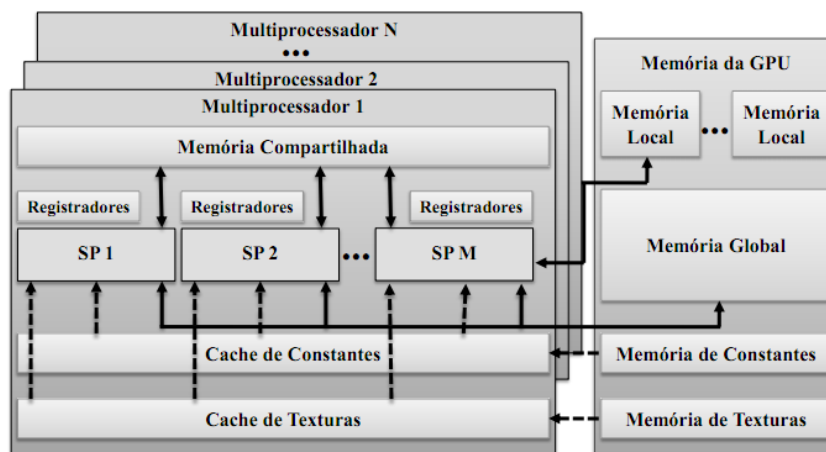 Multiprocessador N
...
Multiprocessador 2
Multiprocessador 1
Memória Compartilhada
Registradores
Registradores
Registradores
SP 1
SP 2
...
SP M
Cache de Constantes
Cache de Texturas
Memória da GPU
Memória
Local
...
Memória
Local
Memória Global
Memória de Constantes
Memória de Texturas